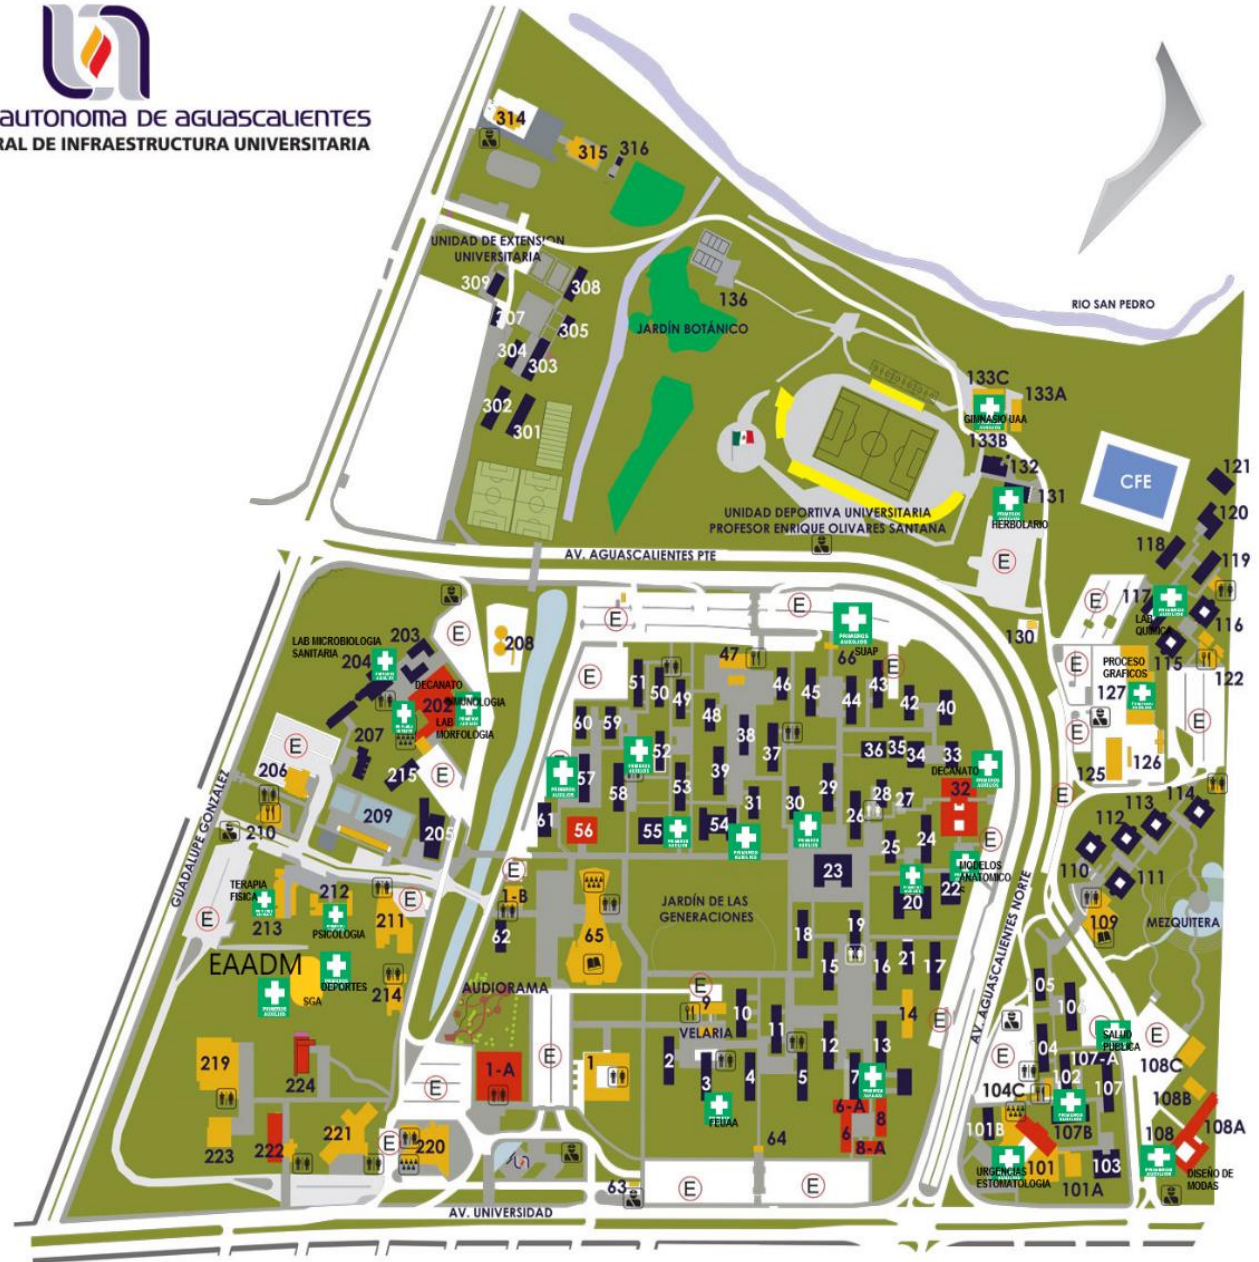 AUTONOMA DE AGUASCALIENTES
RAL DE INFRAESTRUCTURA UNIVERSITARIA
314
315
316
UNIDAD DE EXTENSION
UNIVERSITARIA
309
308
307
305
304
303
302
301
136
JARDÍN BOTÁNICO
RIO SAN PEDRO
133C
133A
GIMNASIO UAA
133B
132
131
HERBOLARIO
CFE
121
120
118
119
UNIDAD DEPORTIVA UNIVERSITARIA
PROFESOR ENRIQUE OLIVARES SANTANA
AV. AGUASCALIENTES PTE
E
E
E
E
E
117
LAB
QUIMICA
116
115
122
130
PRIMEROS
AUXILIOS
SUAP
66
E
LAB MICROBIOLOGIA
SANITARIA
203
204
208
DECANATO
INMUNOLOGIA
202
LAB
MORFOLOGIA
207
215
E
E
206
209
205
210
GUADALUPE GONZÁLEZ
E
51
50
49
47
46
45
44
43
42
40
60
59
48
38
37
52
36
35
34
33
57
58
53
39
31
30
29
28
27
26
DECANATO
32
61
56
55
54
25
24
E
23
MODELOS
ANATOMICO
22
20
E
PROCESO
GRAFICOS
127
E
E
E
125
126
114
113
112
110
111
109
MEZQUITERA
TERAPIA
FISICA
213
212
PSICOLOGIA
211
E
E
EAADM
SGA
DEPORTES
214
E
1-B
62
65
JARDÍN DE LAS
GENERACIONES
AUDIORAMA
18
19
15
16
21
17
AV. AGUASCALIENTES NORTE
219
224
E
1-A
E
1
E
9
VELARIA
10
11
12
13
14
E
2
3
4
5
7
FEUAA
6-A
6
8
8-A
64
105
106
104
107-A
102
107
104C
101B
107B
101
101A
103
URGENCIAS
ESTOMATOLOGIA
SALUD
PUBLICA
E
E
108C
108B
108
108A
DISEÑO DE
MODAS
223
222
221
E
220
63
E
E
AV. UNIVERSIDAD